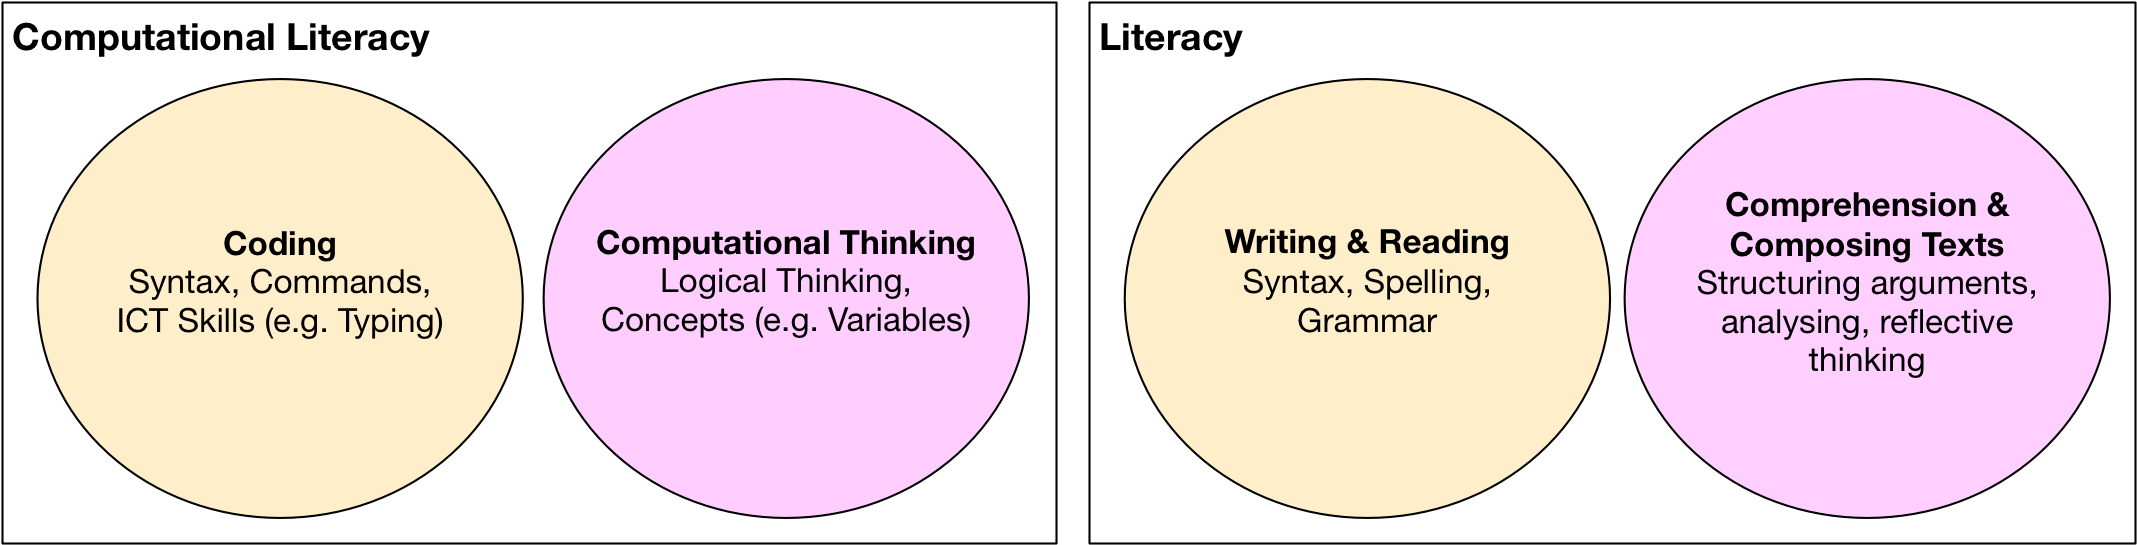 Computational Literacy
Coding
Syntax, Commands,
ICT Skills (e.g. Typing)
Computational Thinking
Logical Thinking,
Concepts (e.g. Variables)
Literacy
Writing & Reading
Syntax, Spelling,
Grammar
Comprehension &
Composing Texts
Structuring arguments,
analysing, reflective
thinking